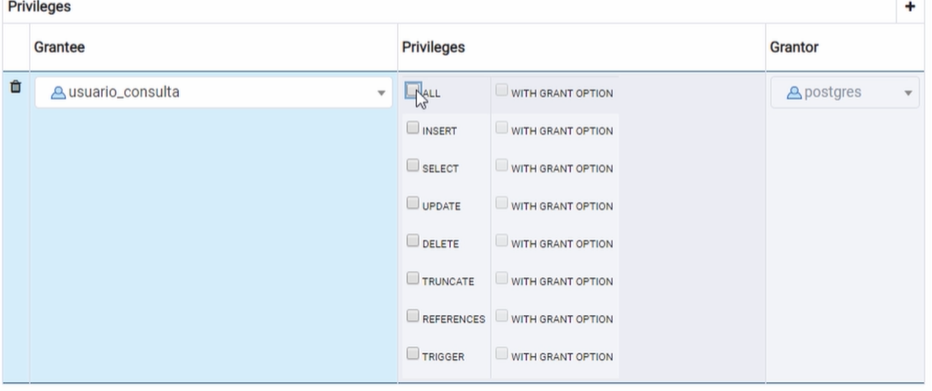 Privileges +
Grantee Privileges Grantor
usuario_consulta ALL WITH GRANT OPTION postgres
INSERT WITH GRANT OPTION
SELECT WITH GRANT OPTION
UPDATE WITH GRANT OPTION
DELETE WITH GRANT OPTION
TRUNCATE WITH GRANT OPTION
REFERENCES WITH GRANT OPTION
TRIGGER WITH GRANT OPTION